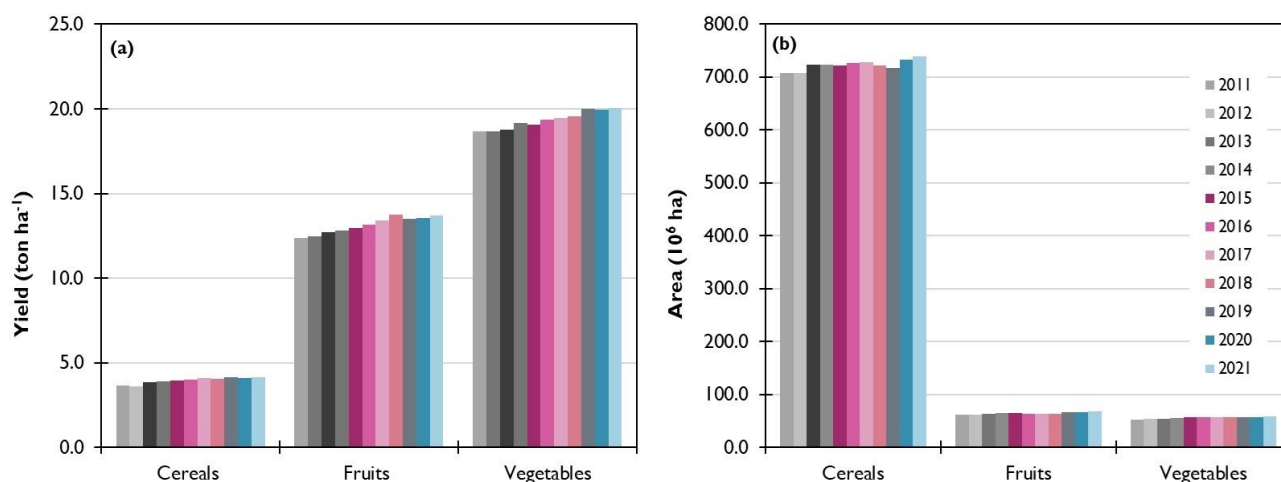 (a)
Yield (ton ha⁻¹)
25.0
20.0
15.0
10.0
5.0
0.0
Cereals
Fruits
Vegetables
(b)
Area (10⁶ ha)
800.0
700.0
600.0
500.0
400.0
300.0
200.0
100.0
0.0
Cereals
Fruits
Vegetables
2011
2012
2013
2014
2015
2016
2017
2018
2019
2020
2021